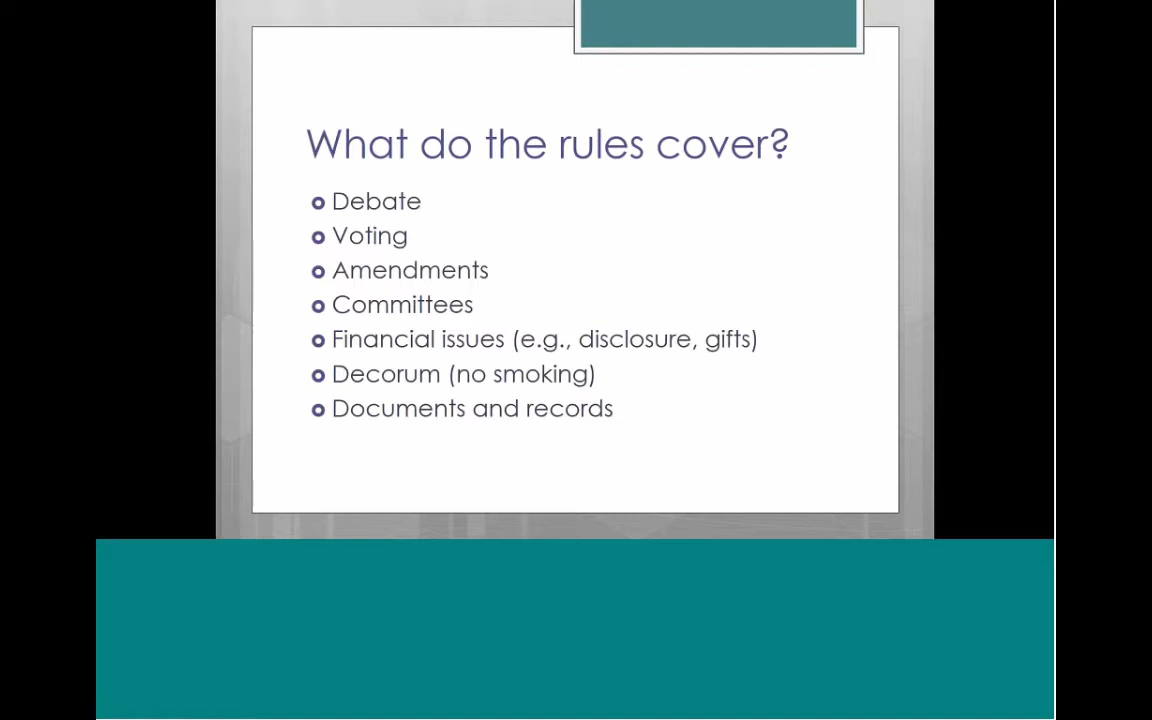 What do the rules cover?
Debate
Voting
Amendments
Committees
Financial issues (e.g., disclosure, gifts)
Decorum (no smoking)
Documents and records